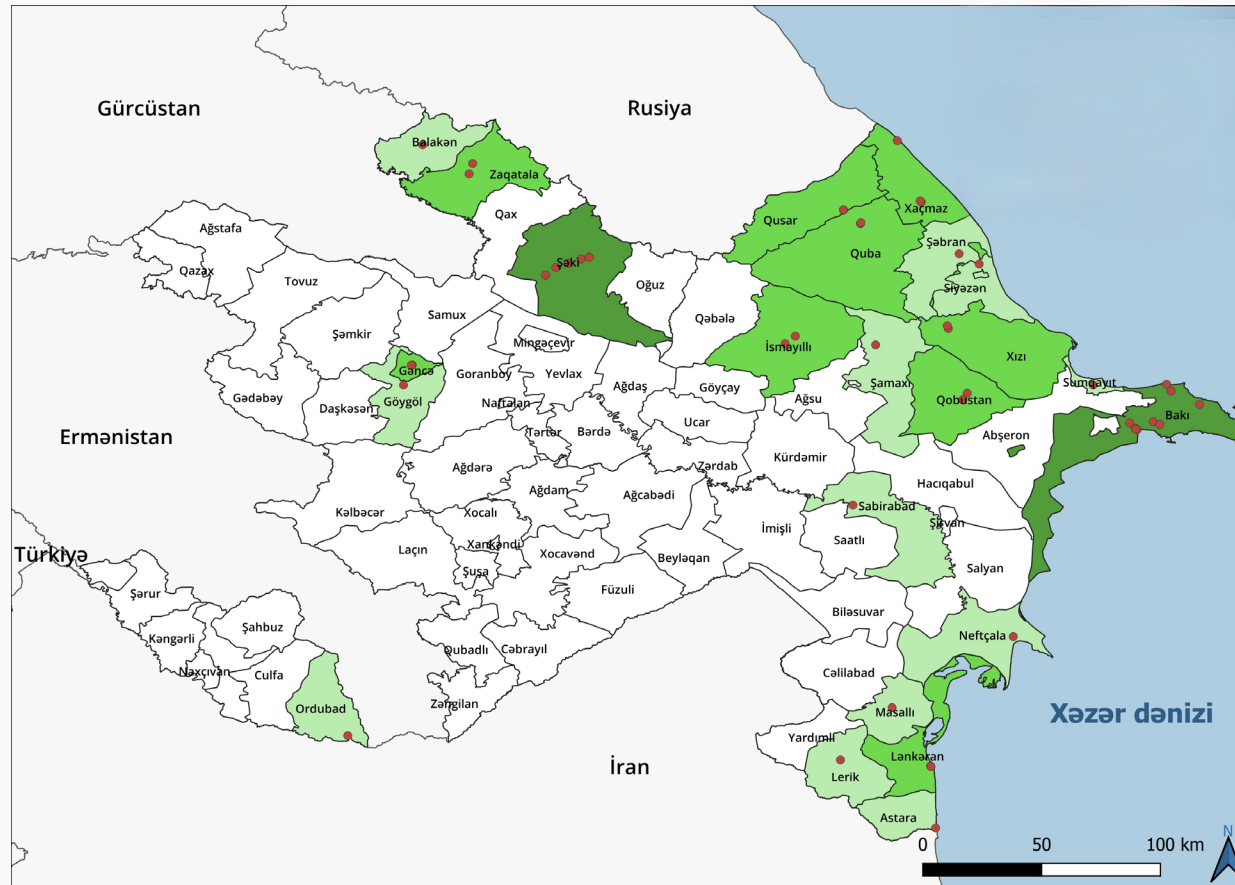 Gürcüstan
Rusiya
Balakən
Zaqatala
Qax
Ağstafa
Qusar
Xaçmaz
Quba
Şəbran
Qazax
Şəki
Tovuz
Oğuz
Siyəzən
Samux
Qəbələ
Şəmkir
Mingəçevir
İsmayıllı
Xızı
Gəncə
Goranboy
Yevlax
Ağdaş
Göyçay
Şamaxı
Sumqayıt
Gədəbəy
Daşkəsən
Göygöl
Naftalan
Ağsu
Qobustan
Bakı
Ermənistan
Tərtər
Bərdə
Ucar
Abşeron
Ağdərə
Zərdab
Kürdəmir
Ağdam
Ağcabədi
Hacıqabul
Kəlbəcər
Xocalı
Sabirabad
İmişli
Şirvan
Türkiyə
Laçın
Xankəndi
Xocavənd
Saatlı
Beyləqan
Salyan
Şuşa
Şərur
Füzuli
Biləsuvar
Kəngərli
Şahbuz
Qubadlı
Cəbrayıl
Neftçala
Naxçıvan
Culfa
Cəlilabad
Ordubad
Zəngilan
Masallı
Xəzər dənizi
Yardımlı
İran
Lerik
Lənkəran
Astara
N
0 50 100 km